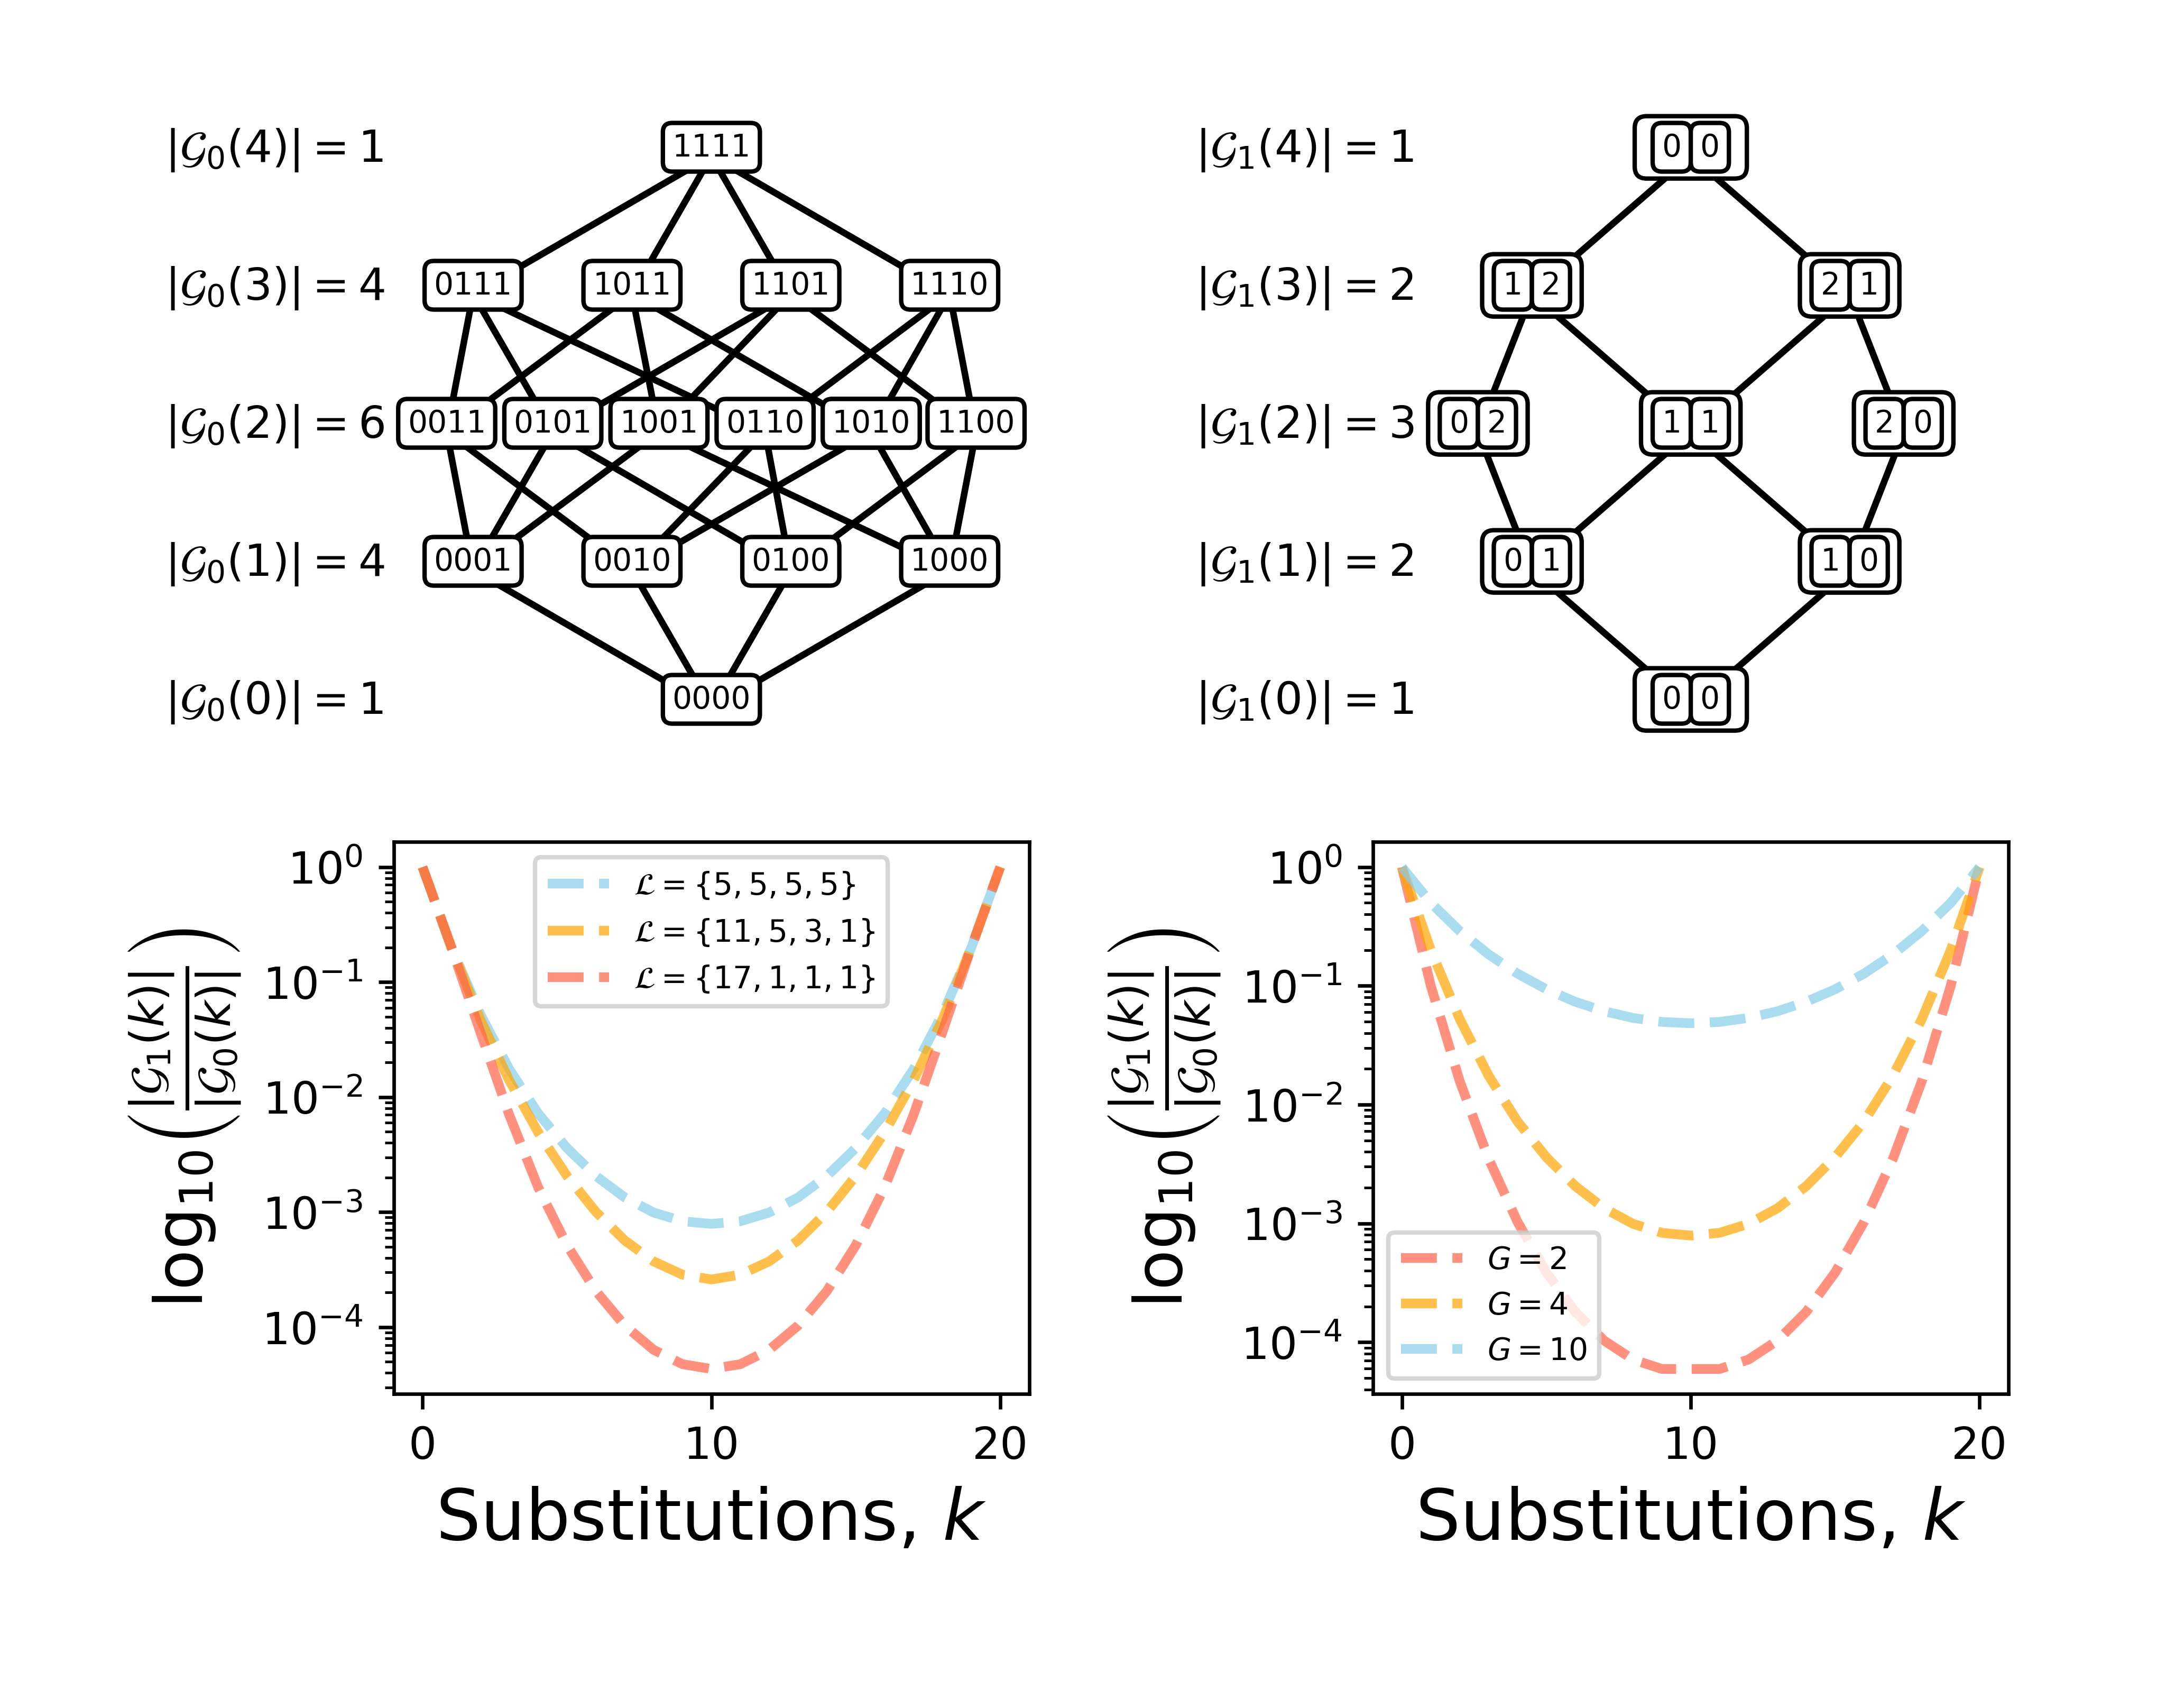 |𝒢₀(4)| = 1
1111
|𝒢₀(3)| = 4
0111 1011 1101 1110
|𝒢₀(2)| = 6
0011 0101 1001 0110 1010 1100
|𝒢₀(1)| = 4
0001 0010 0100 1000
|𝒢₀(0)| = 1
0000
|𝒢₁(4)| = 1
0 0
|𝒢₁(3)| = 2
1 2 2 1
|𝒢₁(2)| = 3
0 2 1 1 2 0
|𝒢₁(1)| = 2
0 1 1 0
|𝒢₁(0)| = 1
0 0
log₁₀(|𝒢₁(k)| / |𝒢₀(k)|)
10⁰
10⁻¹
10⁻²
10⁻³
10⁻⁴
ℒ = {5, 5, 5, 5}
ℒ = {11, 5, 3, 1}
ℒ = {17, 1, 1, 1}
0 10 20
Substitutions, k
log₁₀(|𝒢₁(k)| / |𝒢₀(k)|)
10⁰
10⁻¹
10⁻²
10⁻³
10⁻⁴
G = 2
G = 4
G = 10
0 10 20
Substitutions, k